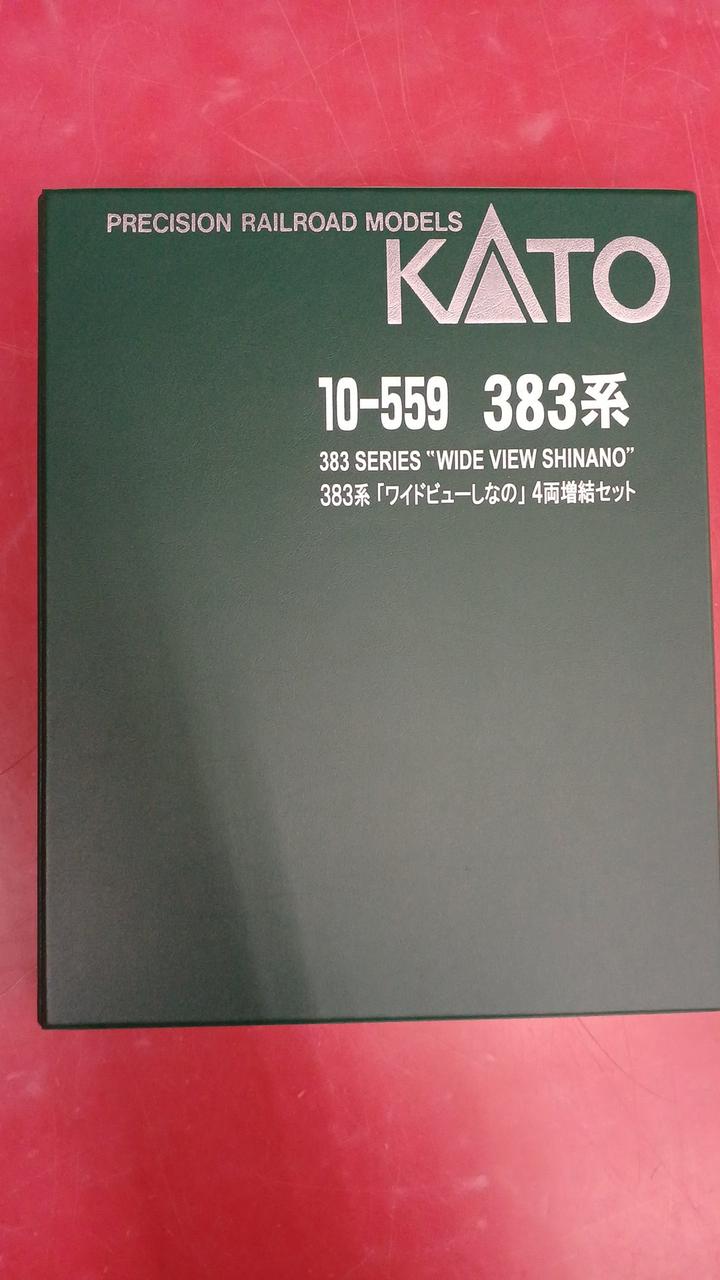 PRECISION RAILROAD MODELS
KATO
10-559 383系
383 SERIES "WIDE VIEW SHINANO"
383系「ワイドビューしなの」4両増結セット